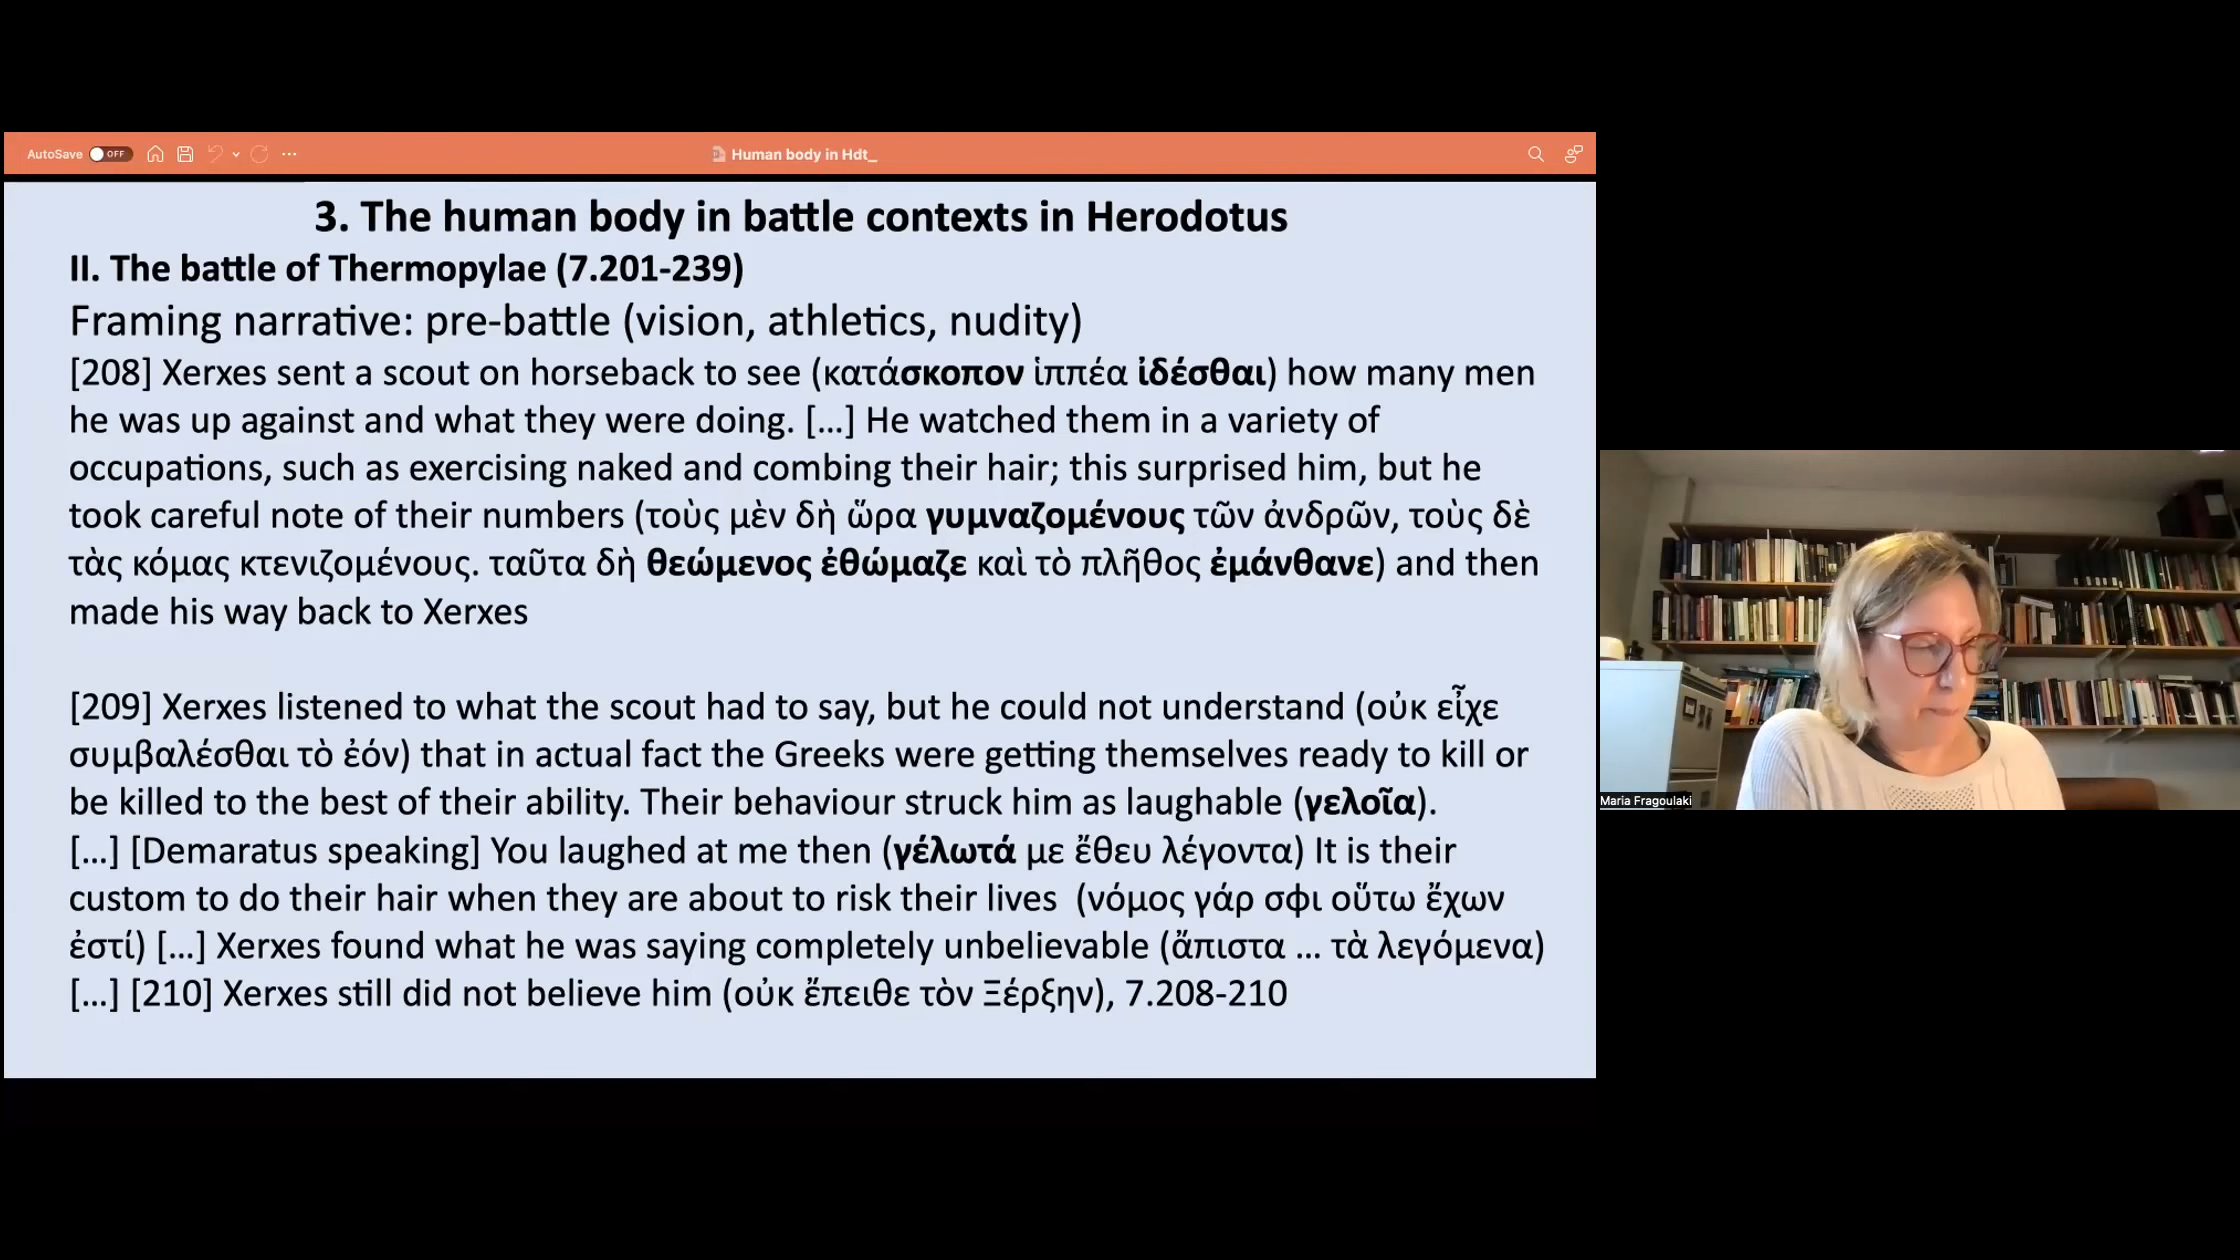 AutoSave OFF
Human body in Hdt_
3. The human body in battle contexts in Herodotus
II. The battle of Thermopylae (7.201-239)
Framing narrative: pre-battle (vision, athletics, nudity)
[208] Xerxes sent a scout on horseback to see (κατάσκοπον ἱππέα ἰδέσθαι) how many men
he was up against and what they were doing. […] He watched them in a variety of
occupations, such as exercising naked and combing their hair; this surprised him, but he
took careful note of their numbers (τοὺς μὲν δὴ ὥρα γυμναζομένους τῶν ἀνδρῶν, τοὺς δὲ
τὰς κόμας κτενιζομένους. ταῦτα δὴ θεώμενος ἐθώμαζε καὶ τὸ πλῆθος ἐμάνθανε) and then
made his way back to Xerxes
[209] Xerxes listened to what the scout had to say, but he could not understand (οὐκ εἶχε
συμβαλέσθαι τὸ ἐόν) that in actual fact the Greeks were getting themselves ready to kill or
be killed to the best of their ability. Their behaviour struck him as laughable (γελοῖα).
[…] [Demaratus speaking] You laughed at me then (γέλωτά με ἔθευ λέγοντα) It is their
custom to do their hair when they are about to risk their lives (νόμος γάρ σφι οὕτω ἔχων
ἐστί) […] Xerxes found what he was saying completely unbelievable (ἄπιστα … τὰ λεγόμενα)
[…] [210] Xerxes still did not believe him (οὐκ ἔπειθε τὸν Ξέρξην), 7.208-210
Maria Fragoulaki